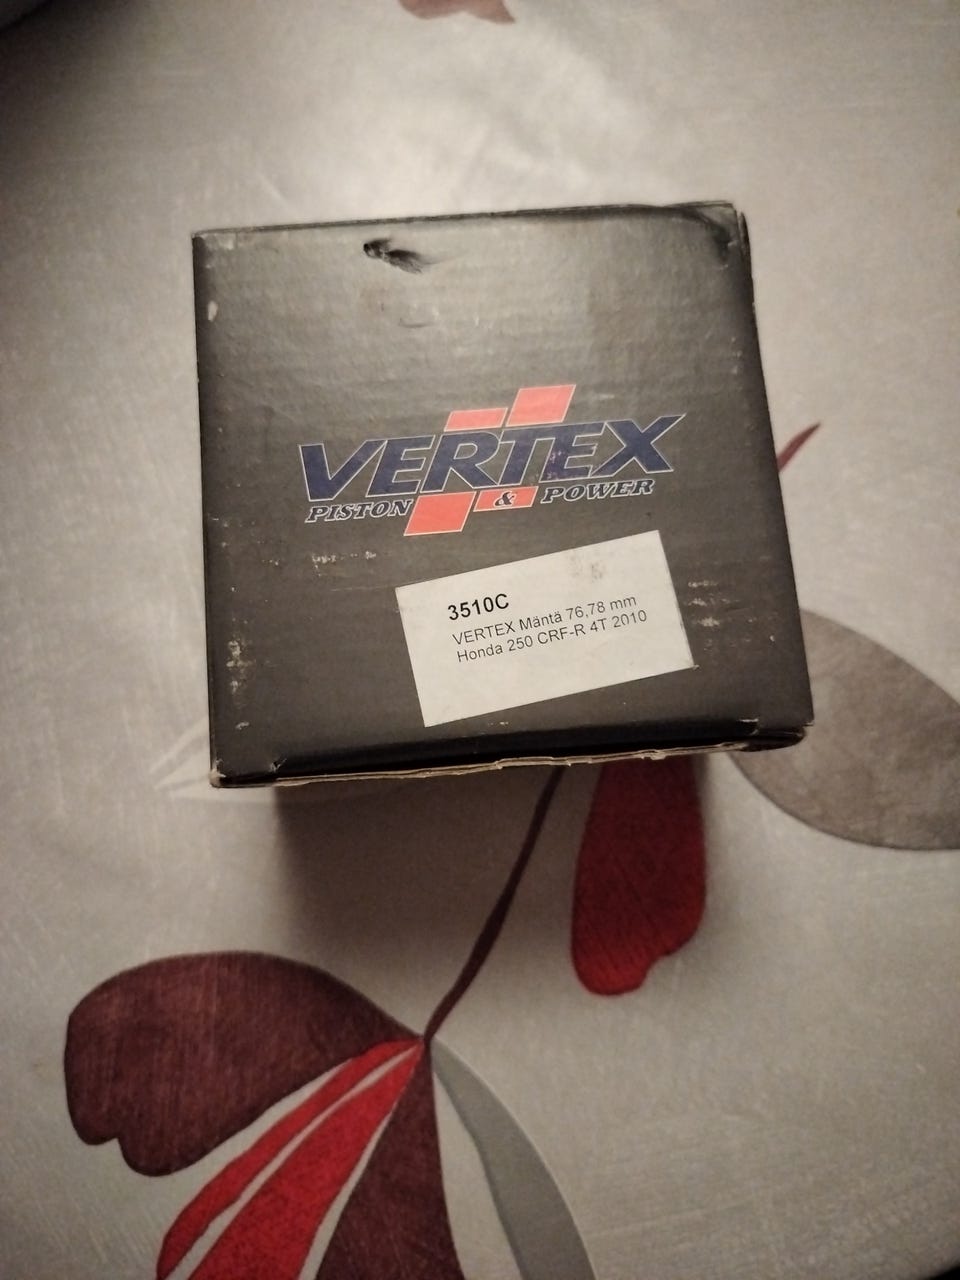 VERTEX
PISTON & POWER
3510C
VERTEX Mäntä 76,78 mm
Honda 250 CRF-R 4T 2010